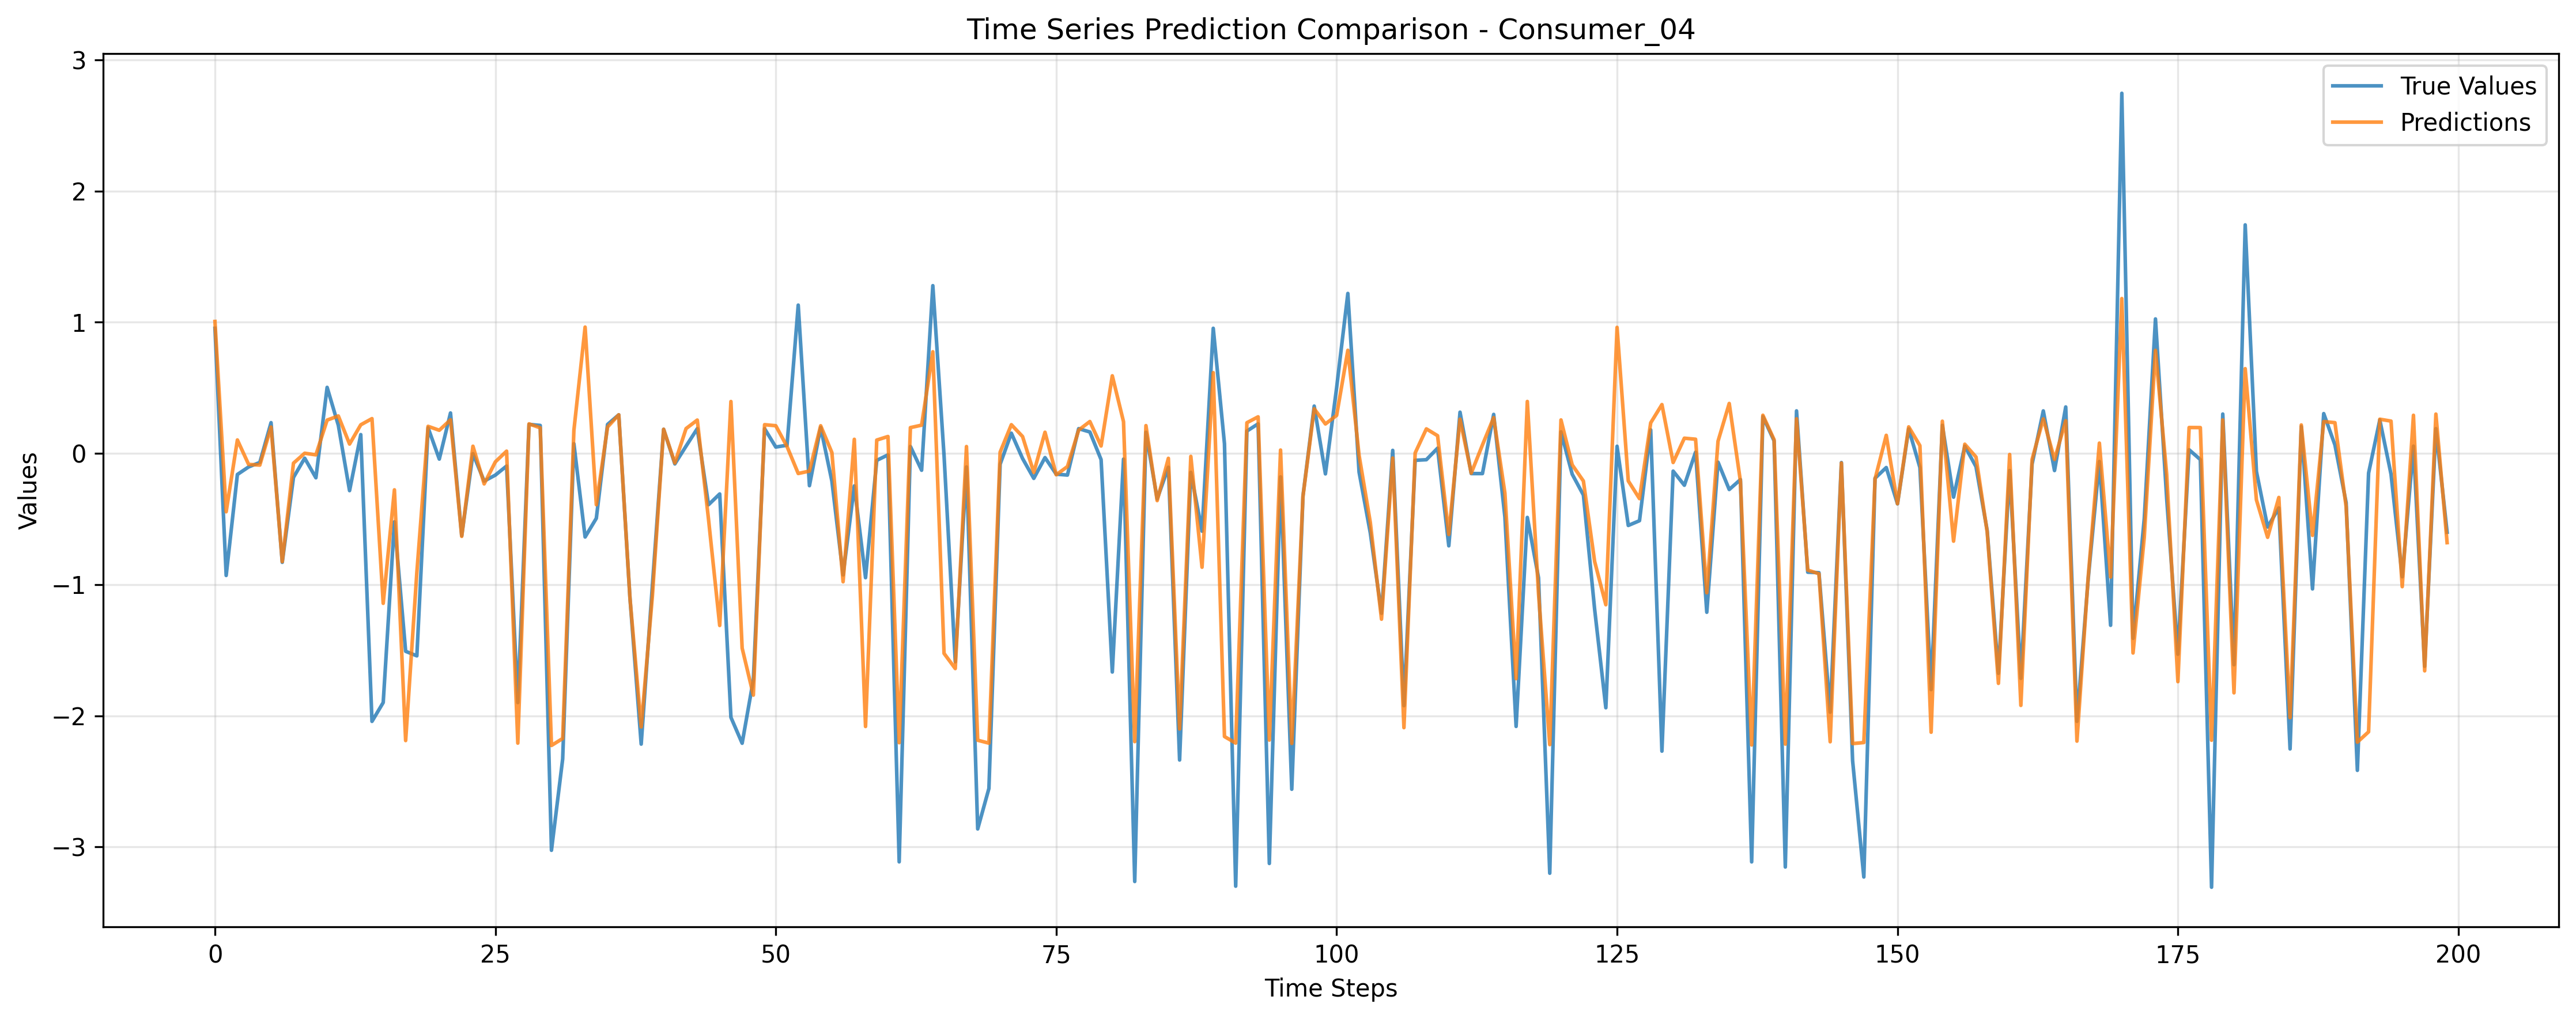 Time Series Prediction Comparison - Consumer_04
True Values
Predictions
Values
3
2
1
0
−1
−2
−3
0 25 50 75 100 125 150 175 200
Time Steps